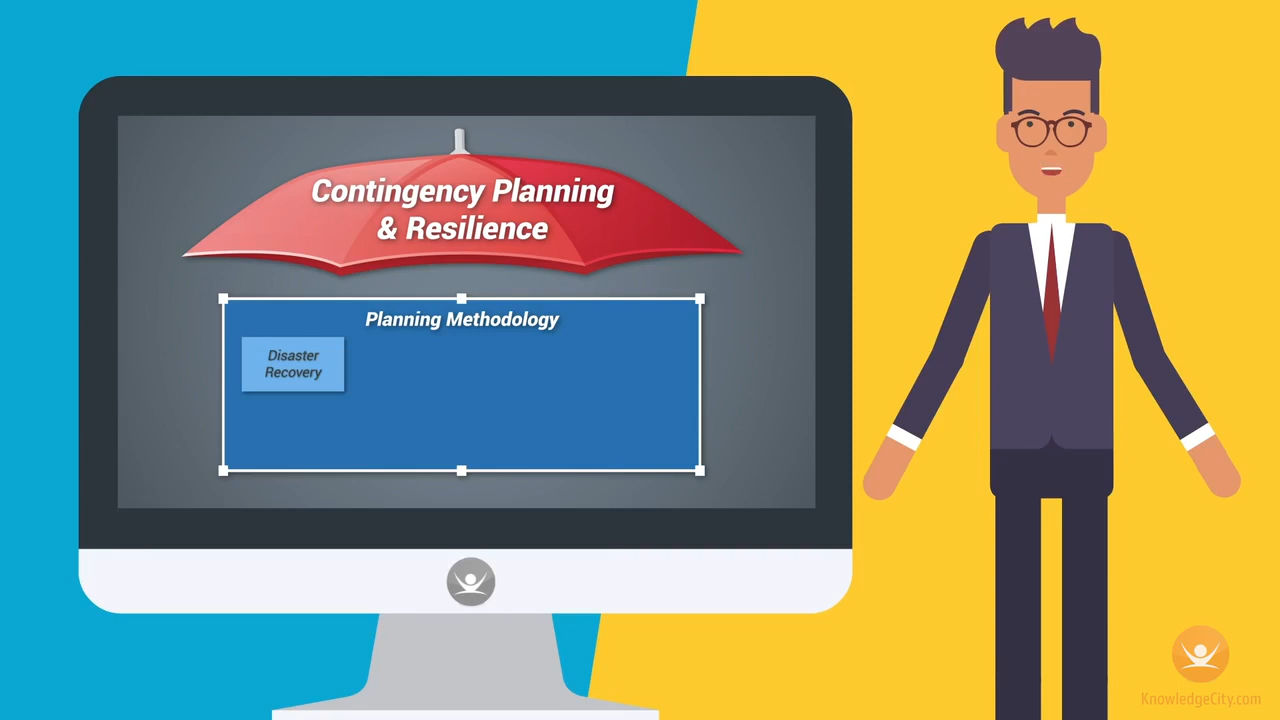 Contingency Planning
& Resilience
Planning Methodology
Disaster
Recovery
KnowledgeCity.com